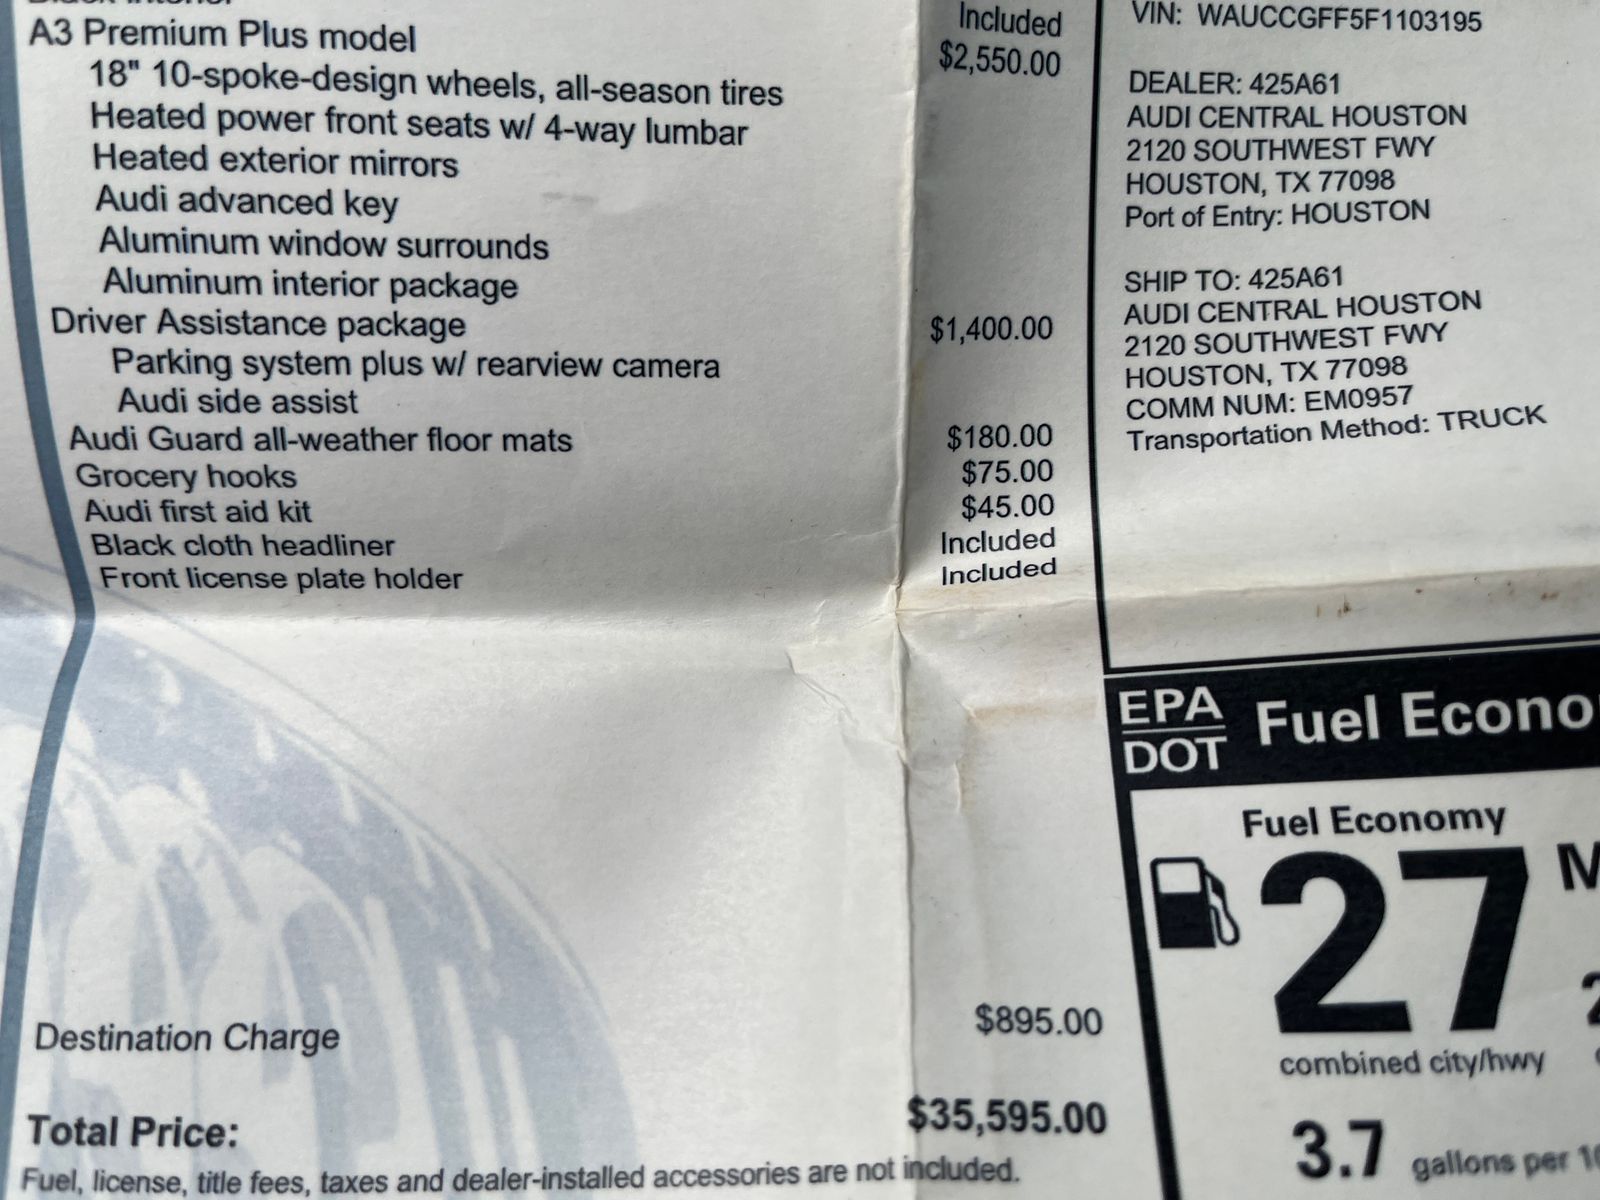 A3 Premium Plus model
Included
$2,550.00
18" 10-spoke-design wheels, all-season tires
Heated power front seats w/ 4-way lumbar
Heated exterior mirrors
Audi advanced key
Aluminum window surrounds
Aluminum interior package
Driver Assistance package $1,400.00
Parking system plus w/ rearview camera
Audi side assist
Audi Guard all-weather floor mats $180.00
Grocery hooks $75.00
Audi first aid kit $45.00
Black cloth headliner Included
Front license plate holder Included
Destination Charge $895.00
Total Price: $35,595.00
Fuel, license, title fees, taxes and dealer-installed accessories are not included.
VIN: WAUCCGFF5F1103195
DEALER: 425A61
AUDI CENTRAL HOUSTON
2120 SOUTHWEST FWY
HOUSTON, TX 77098
Port of Entry: HOUSTON
SHIP TO: 425A61
AUDI CENTRAL HOUSTON
2120 SOUTHWEST FWY
HOUSTON, TX 77098
COMM NUM: EM0957
Transportation Method: TRUCK
EPA
DOT
Fuel Econo
Fuel Economy
27 M
combined city/hwy
3.7 gallons per 10